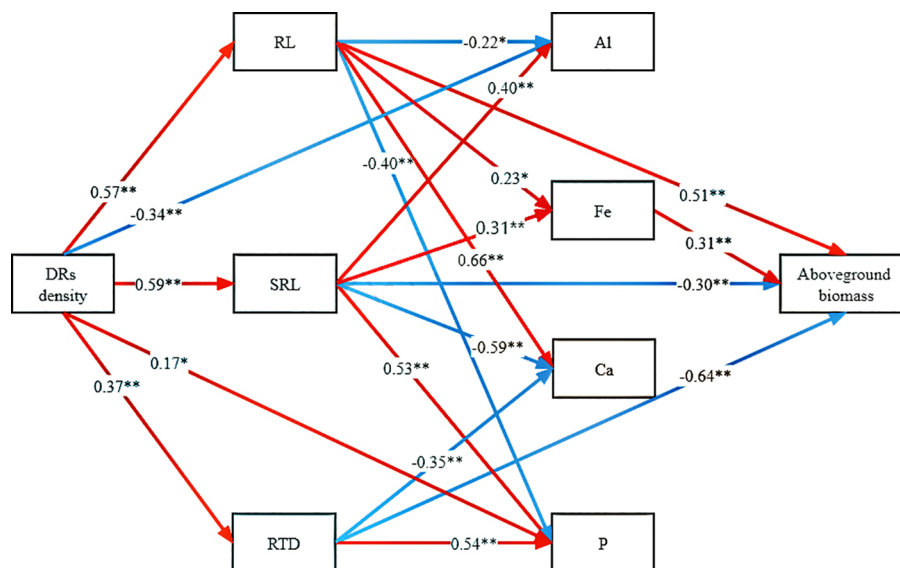 RL
-0.22*
Al
0.40**
-0.40**
0.57**
-0.34**
0.23*
0.51**
Fe
0.31**
0.31**
0.66**
DRs
density
0.59**
SRL
-0.30**
Aboveground
biomass
-0.59**
0.17*
0.53**
Ca
-0.64**
0.37**
-0.35**
RTD
0.54**
P